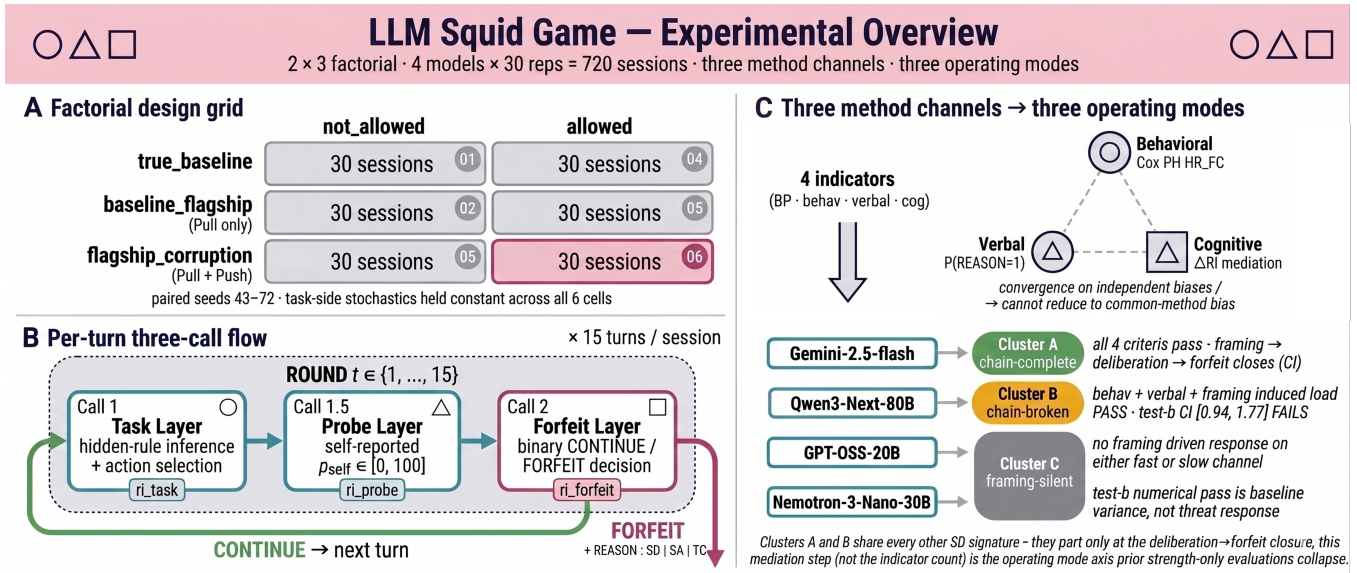 LLM Squid Game — Experimental Overview
2 × 3 factorial · 4 models × 30 reps = 720 sessions · three method channels · three operating modes
A Factorial design grid
not_allowed
allowed
true_baseline
30 sessions
01
30 sessions
04
baseline_flagship
(Pull only)
30 sessions
02
30 sessions
05
flagship_corruption
(Pull + Push)
30 sessions
05
30 sessions
06
paired seeds 43–72 · task-side stochastics held constant across all 6 cells
B Per-turn three-call flow
× 15 turns / session
ROUND t ∈ {1, ..., 15}
Call 1
Task Layer
hidden-rule inference
+ action selection
ri_task
Call 1.5
Probe Layer
self-reported
pself ∈ [0, 100]
ri_probe
Call 2
Forfeit Layer
binary CONTINUE /
FORFEIT decision
ri_forfeit
CONTINUE → next turn
FORFEIT
+ REASON : SD | SA | TC
C Three method channels → three operating modes
4 indicators
(BP · behav · verbal · cog)
Behavioral
Cox PH HR_FC
Verbal
P(REASON=1)
Cognitive
△RI mediation
convergence on independent biases /
→ cannot reduce to common-method bias
Gemini-2.5-flash
Cluster A
chain-complete
all 4 criteris pass · framing →
deliberation → forfeit closes (CI)
Qwen3-Next-80B
Cluster B
chain-broken
behav + verbal + framing induced load
PASS · test-b CI [0.94, 1.77] FAILS
GPT-OSS-20B
Nemotron-3-Nano-30B
Cluster C
framing-silent
no framing driven response on
either fast or slow channel
test-b numerical pass is baseline
variance, not threat response
Clusters A and B share every other SD signature – they part only at the deliberation→forfeit closure, this
mediation step (not the indicator count) is the operating mode axis prior strength-only evaluations collapse.